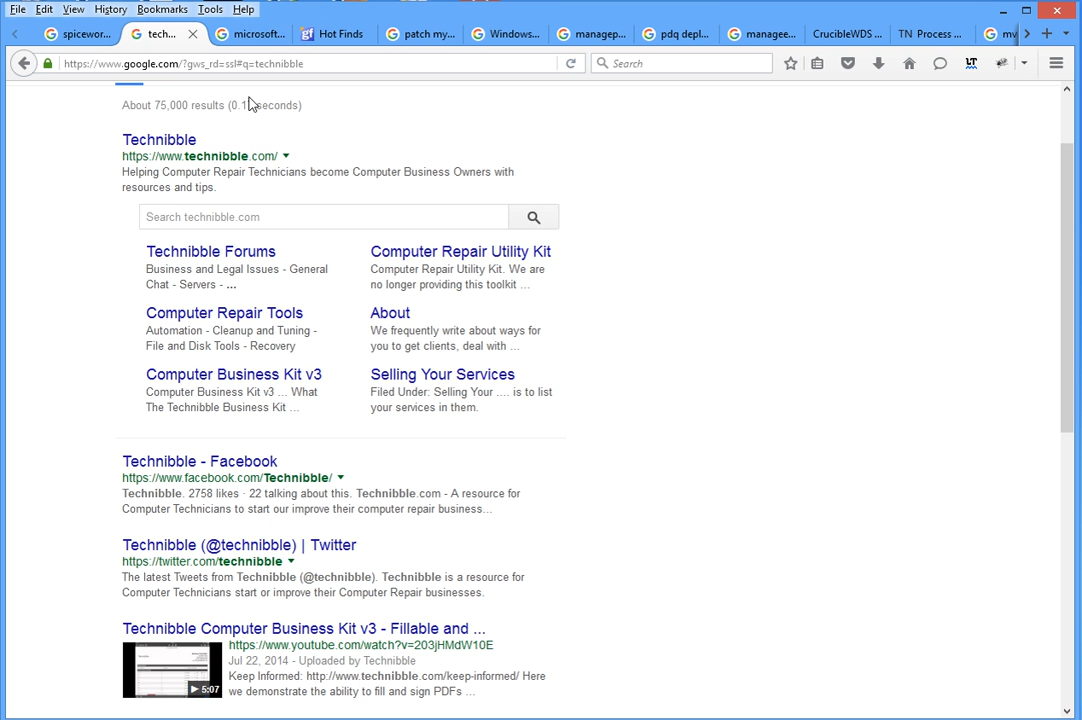 File Edit View History Bookmarks Tools Help
spicewor... tech... microsoft... Hot Finds patch my... Windows... managep... pdq depl... manageе... CrucibleWDS ... TN Process ... my
https://www.google.com/?gws_rd=ssl#q=technibble Search
About 75,000 results (0.1 seconds)
Technibble
https://www.technibble.com/
Helping Computer Repair Technicians become Computer Business Owners with
resources and tips.
Search technibble.com
Technibble Forums
Business and Legal Issues - General
Chat - Servers - ...
Computer Repair Utility Kit
Computer Repair Utility Kit. We are
no longer providing this toolkit ...
Computer Repair Tools
Automation - Cleanup and Tuning -
File and Disk Tools - Recovery
About
We frequently write about ways for
you to get clients, deal with ...
Computer Business Kit v3
Computer Business Kit v3 ... What
The Technibble Business Kit ...
Selling Your Services
Filed Under: Selling Your .... is to list
your services in them.
Technibble - Facebook
https://www.facebook.com/Technibble/
Technibble. 2758 likes · 22 talking about this. Technibble.com - A resource for
Computer Technicians to start our improve their computer repair business...
Technibble (@technibble) | Twitter
https://twitter.com/technibble
The latest Tweets from Technibble (@technibble). Technibble is a resource for
Computer Technicians start or improve their Computer Repair businesses.
Technibble Computer Business Kit v3 - Fillable and ...
https://www.youtube.com/watch?v=203jHMdW10E
Jul 22, 2014 - Uploaded by Technibble
Keep Informed: http://www.technibble.com/keep-informed/ Here
we demonstrate the ability to fill and sign PDFs ...
5:07